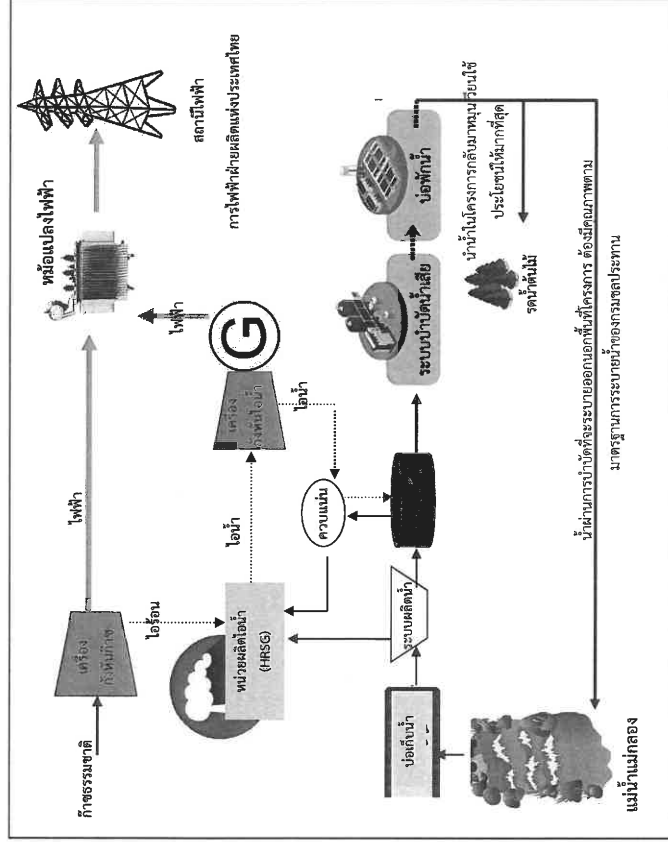 ก๊าซธรรมชาติ
เครื่อง
กังหันก๊าซ
ไฟฟ้า
หม้อแปลงไฟฟ้า
สถานีไฟฟ้า
การไฟฟ้าฝ่ายผลิตแห่งประเทศไทย
ไอร้อน
หน่วยผลิตไอน้ำ
(HRSG)
ไอน้ำ
เครื่อง
กังหันไอน้ำ
G
ไฟฟ้า
ไอน้ำ
ควบแน่น
บ่อเก็บน้ำ
ระบบผลิตน้ำ
ระบบบำบัดน้ำเสีย
บ่อพักน้ำ
นำน้ำในโครงการกลับมาหมุนเวียนใช้
ประโยชน์ให้มากที่สุด
รดน้ำต้นไม้
แม่น้ำแม่กลอง
น้ำผ่านการบำบัดที่จะระบายออกนอกพื้นที่โครงการ ต้องมีคุณภาพตาม
มาตรฐานการระบายน้ำของกรมชลประทาน